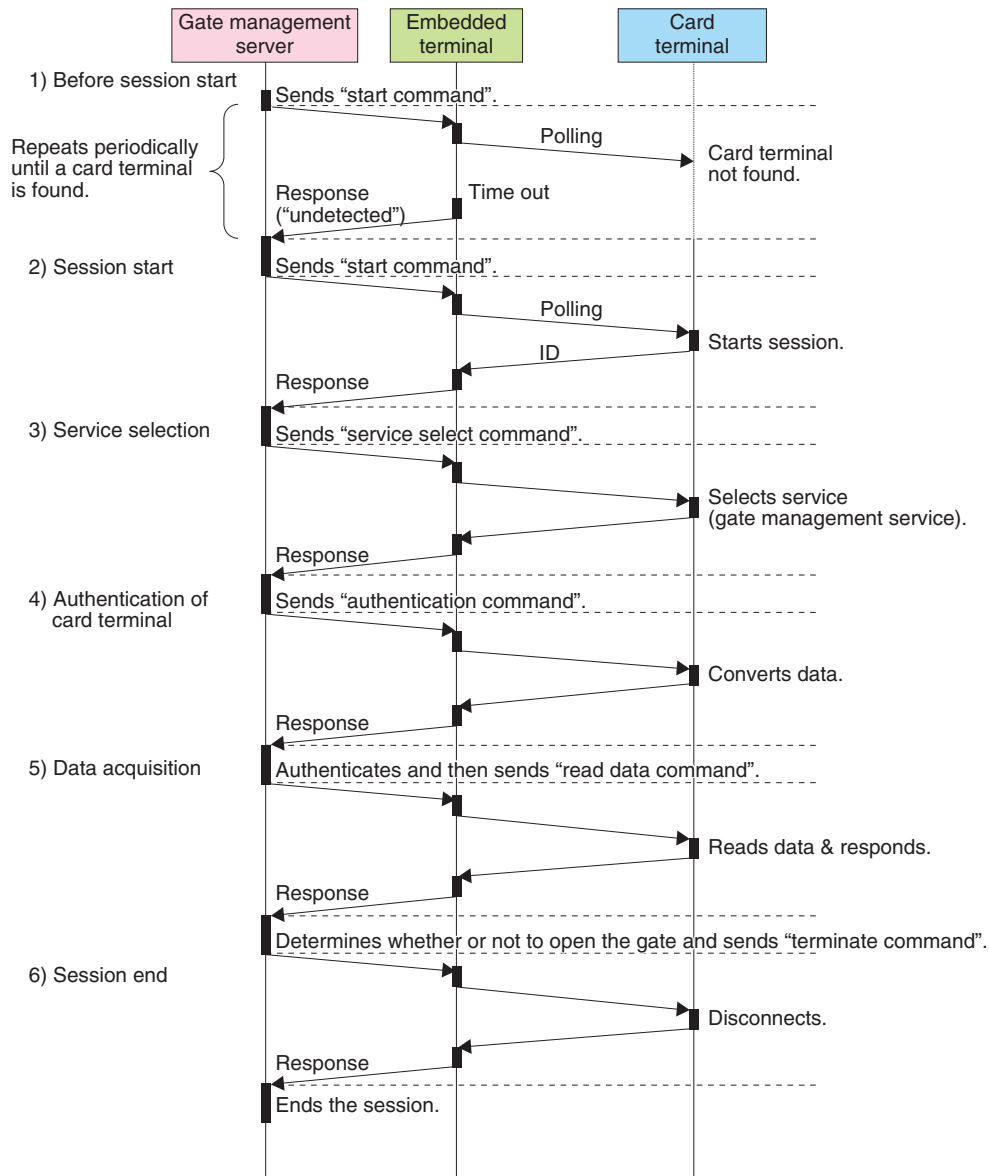 Gate management
server
Embedded
terminal
Card
terminal
1) Before session start
Sends “start command”.
Polling
Repeats periodically
until a card terminal
is found.
Card terminal
not found.
Time out
Response
(“undetected”)
2) Session start
Sends “start command”.
Polling
Starts session.
ID
Response
3) Service selection
Sends “service select command”.
Selects service
(gate management service).
Response
4) Authentication of
card terminal
Sends “authentication command”.
Converts data.
Response
5) Data acquisition
Authenticates and then sends “read data command”.
Reads data & responds.
Response
Determines whether or not to open the gate and sends “terminate command”.
6) Session end
Disconnects.
Response
Ends the session.